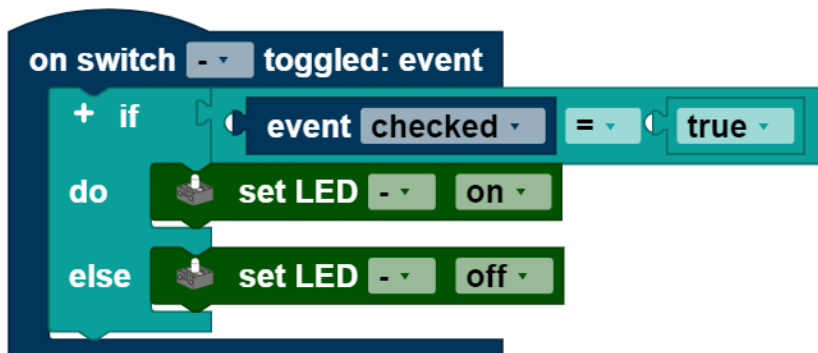 on switch - toggled: event
+ if event checked = true
do set LED - on
else set LED - off